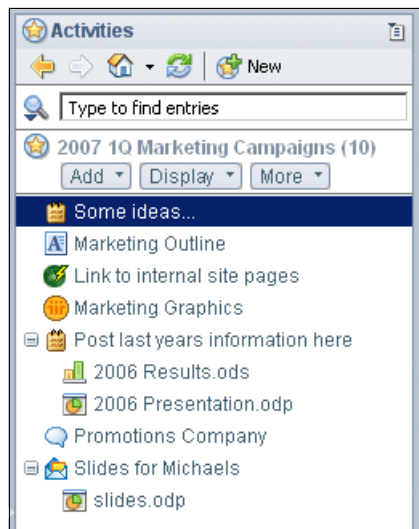 Activities
New
Type to find entries
2007 1Q Marketing Campaigns (10)
Add Display More
Some ideas...
Marketing Outline
Link to internal site pages
Marketing Graphics
Post last years information here
2006 Results.ods
2006 Presentation.odp
Promotions Company
Slides for Michaels
slides.odp